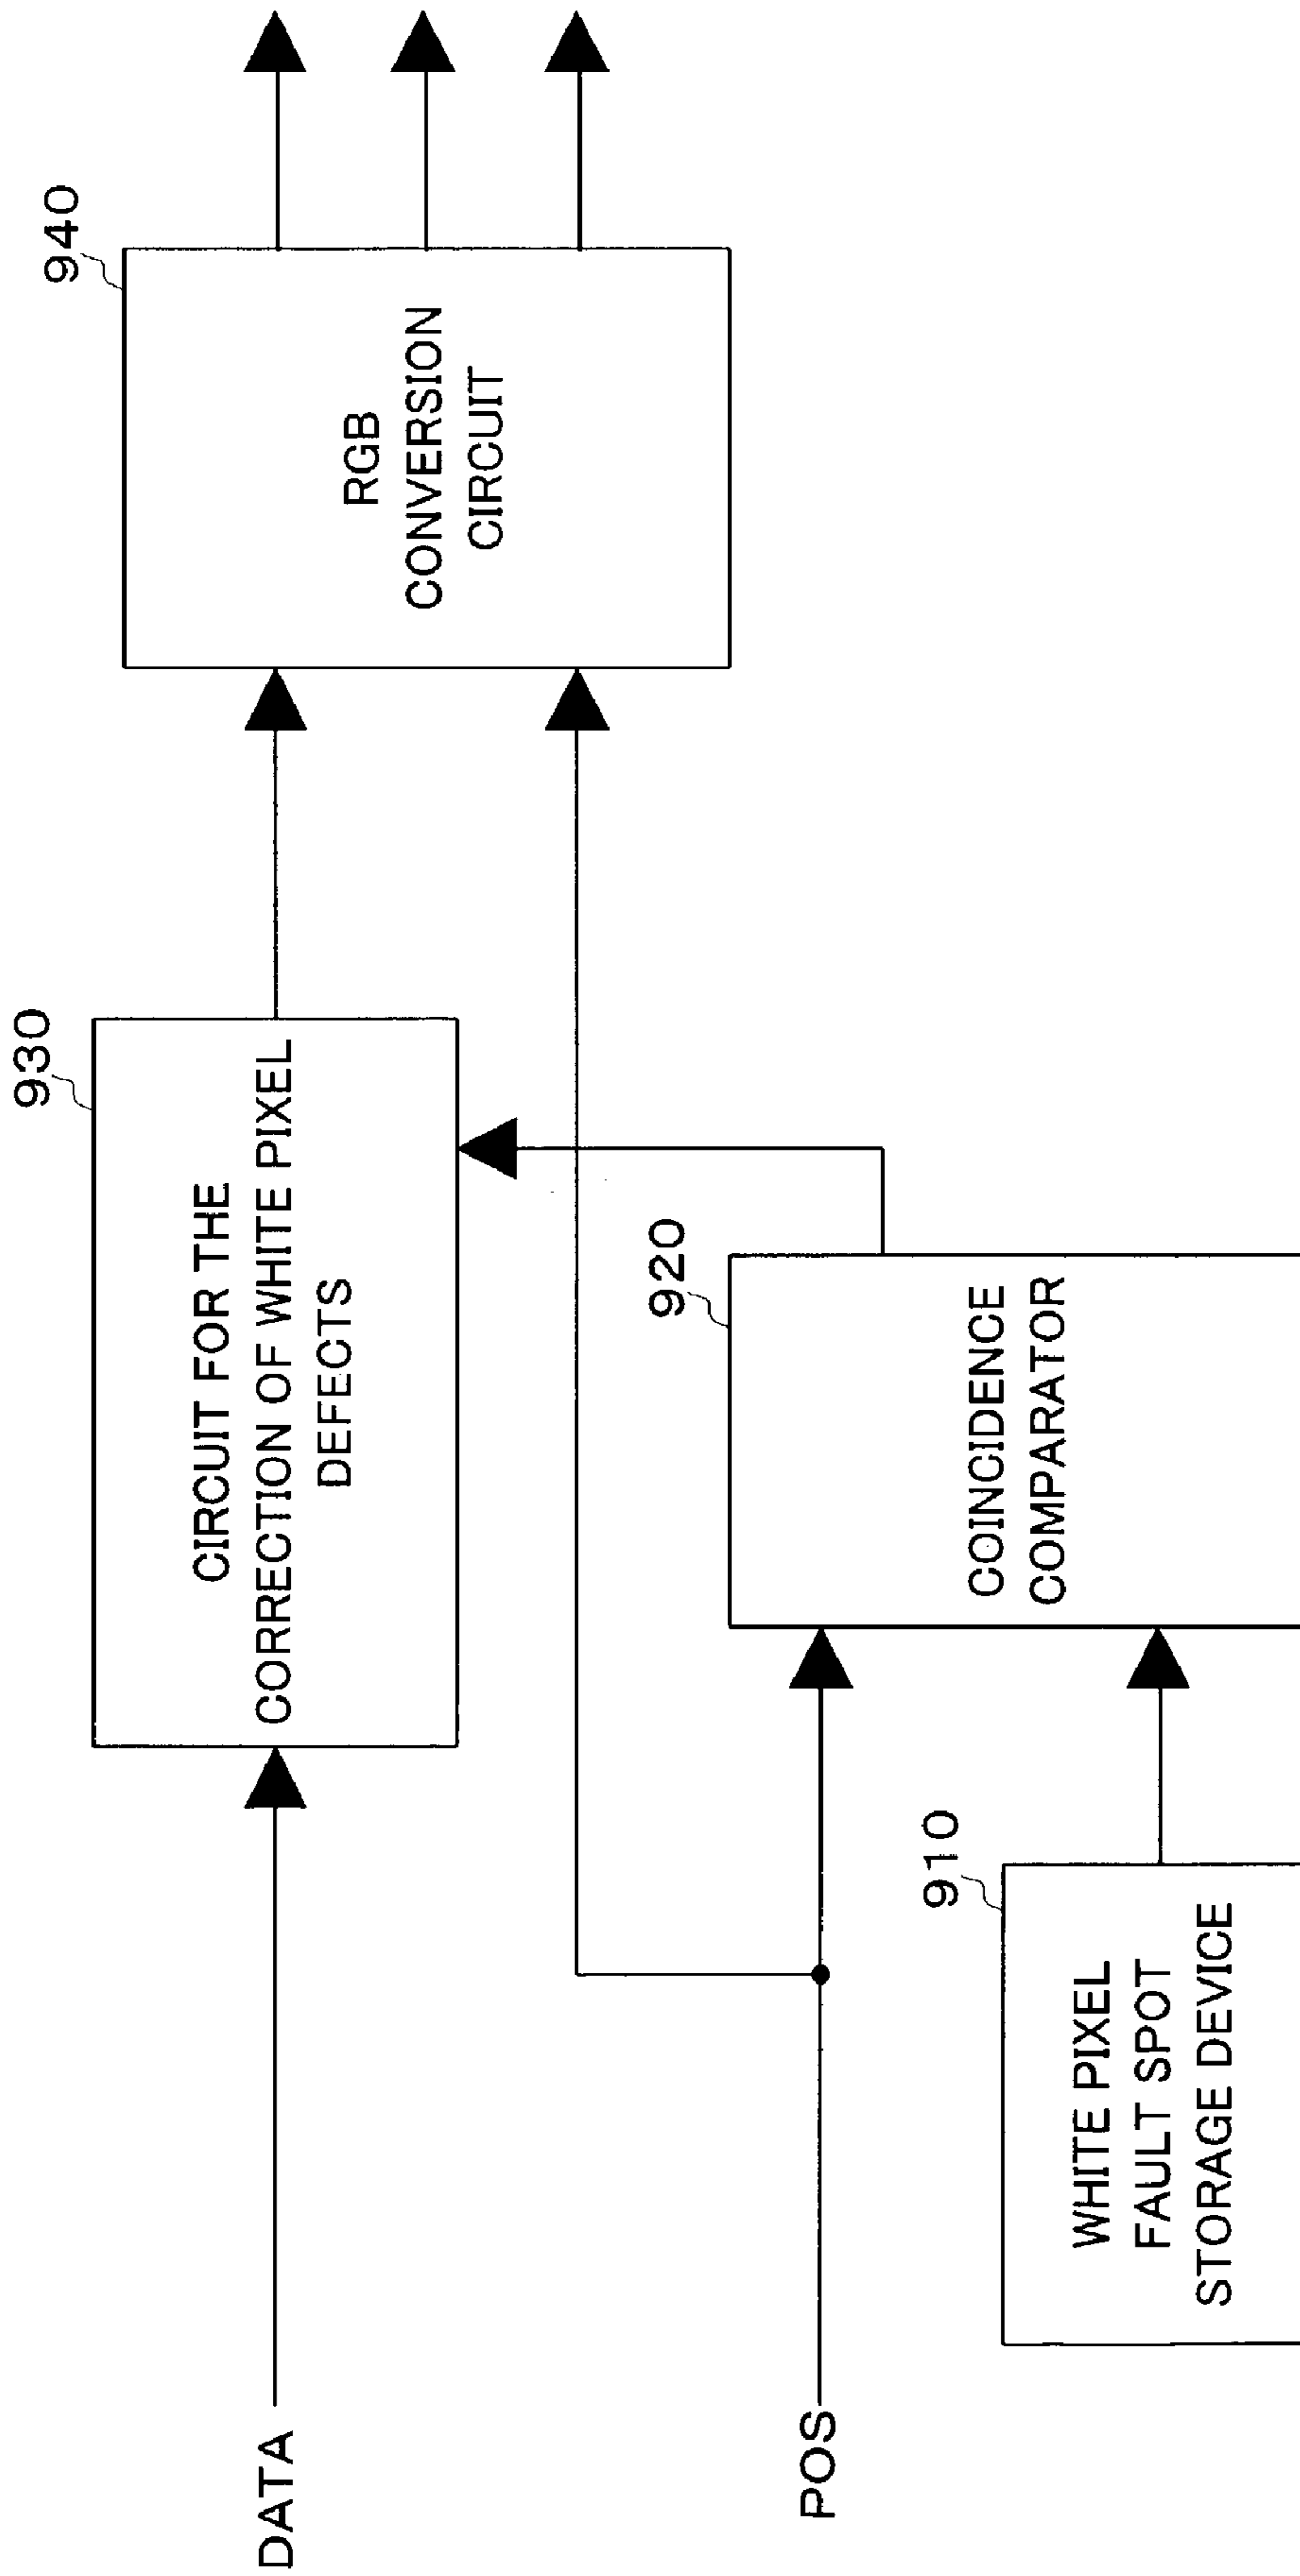 940
RGB
CONVERSION
CIRCUIT
930
CIRCUIT FOR THE
CORRECTION OF WHITE PIXEL
DEFECTS
920
COINCIDENCE
COMPARATOR
910
WHITE PIXEL
FAULT SPOT
STORAGE DEVICE
DATA
POS